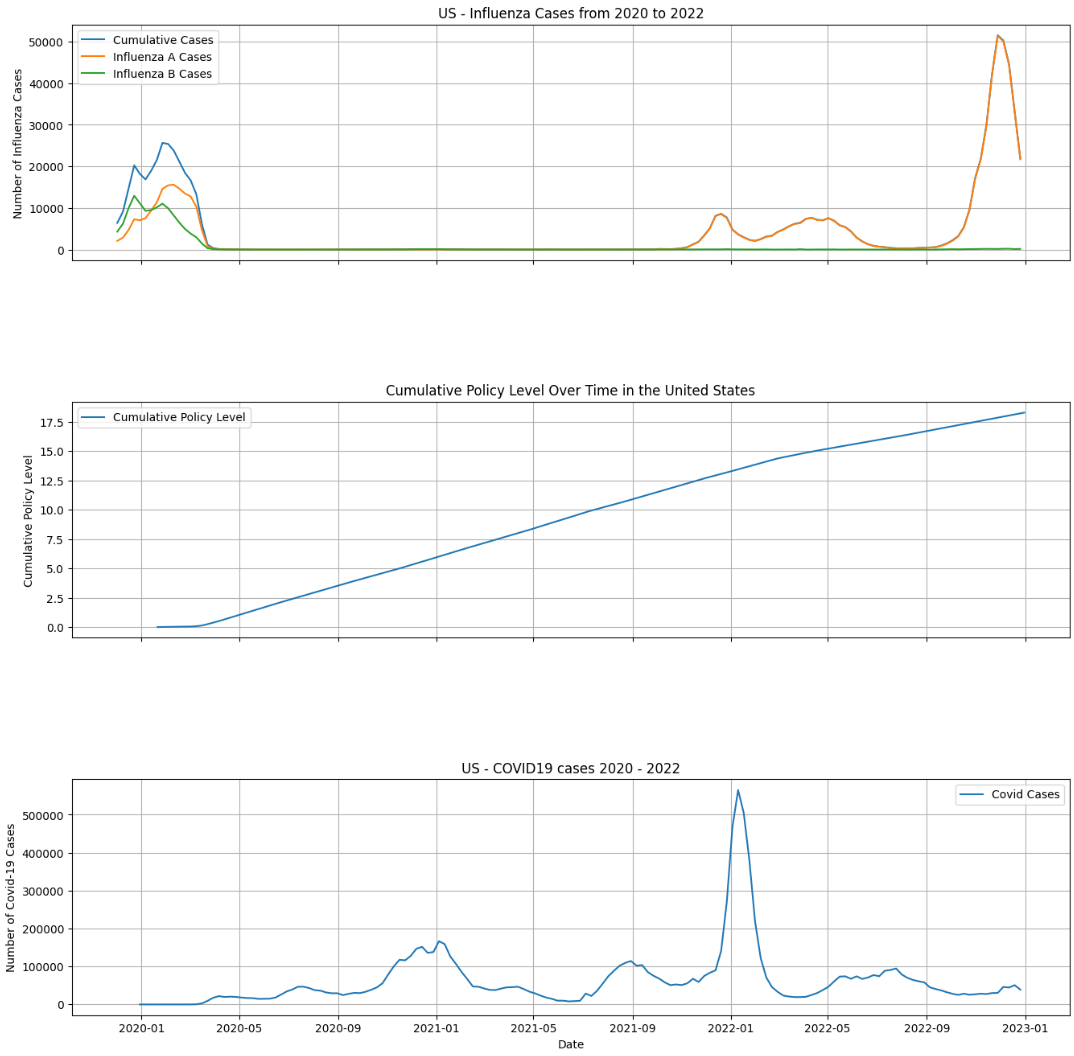 US - Influenza Cases from 2020 to 2022
Number of Influenza Cases
50000
40000
30000
20000
10000
0
Cumulative Cases
Influenza A Cases
Influenza B Cases
Cumulative Policy Level Over Time in the United States
Cumulative Policy Level
17.5
15.0
12.5
10.0
7.5
5.0
2.5
0.0
Cumulative Policy Level
US - COVID19 cases 2020 - 2022
Number of Covid-19 Cases
500000
400000
300000
200000
100000
0
Covid Cases
2020-01 2020-05 2020-09 2021-01 2021-05 2021-09 2022-01 2022-05 2022-09 2023-01
Date